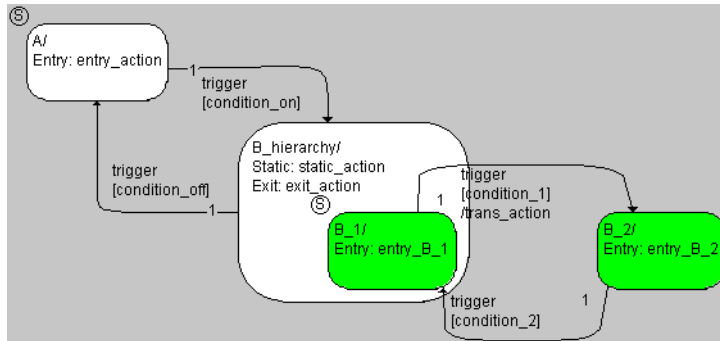 S
A/
Entry: entry_action
1
trigger
[condition_on]
B_hierarchy/
Static: static_action
Exit: exit_action
S
trigger
[condition_off]
1
trigger
[condition_1]
/trans_action
1
B_1/
Entry: entry_B_1
B_2/
Entry: entry_B_2
trigger
[condition_2]
1